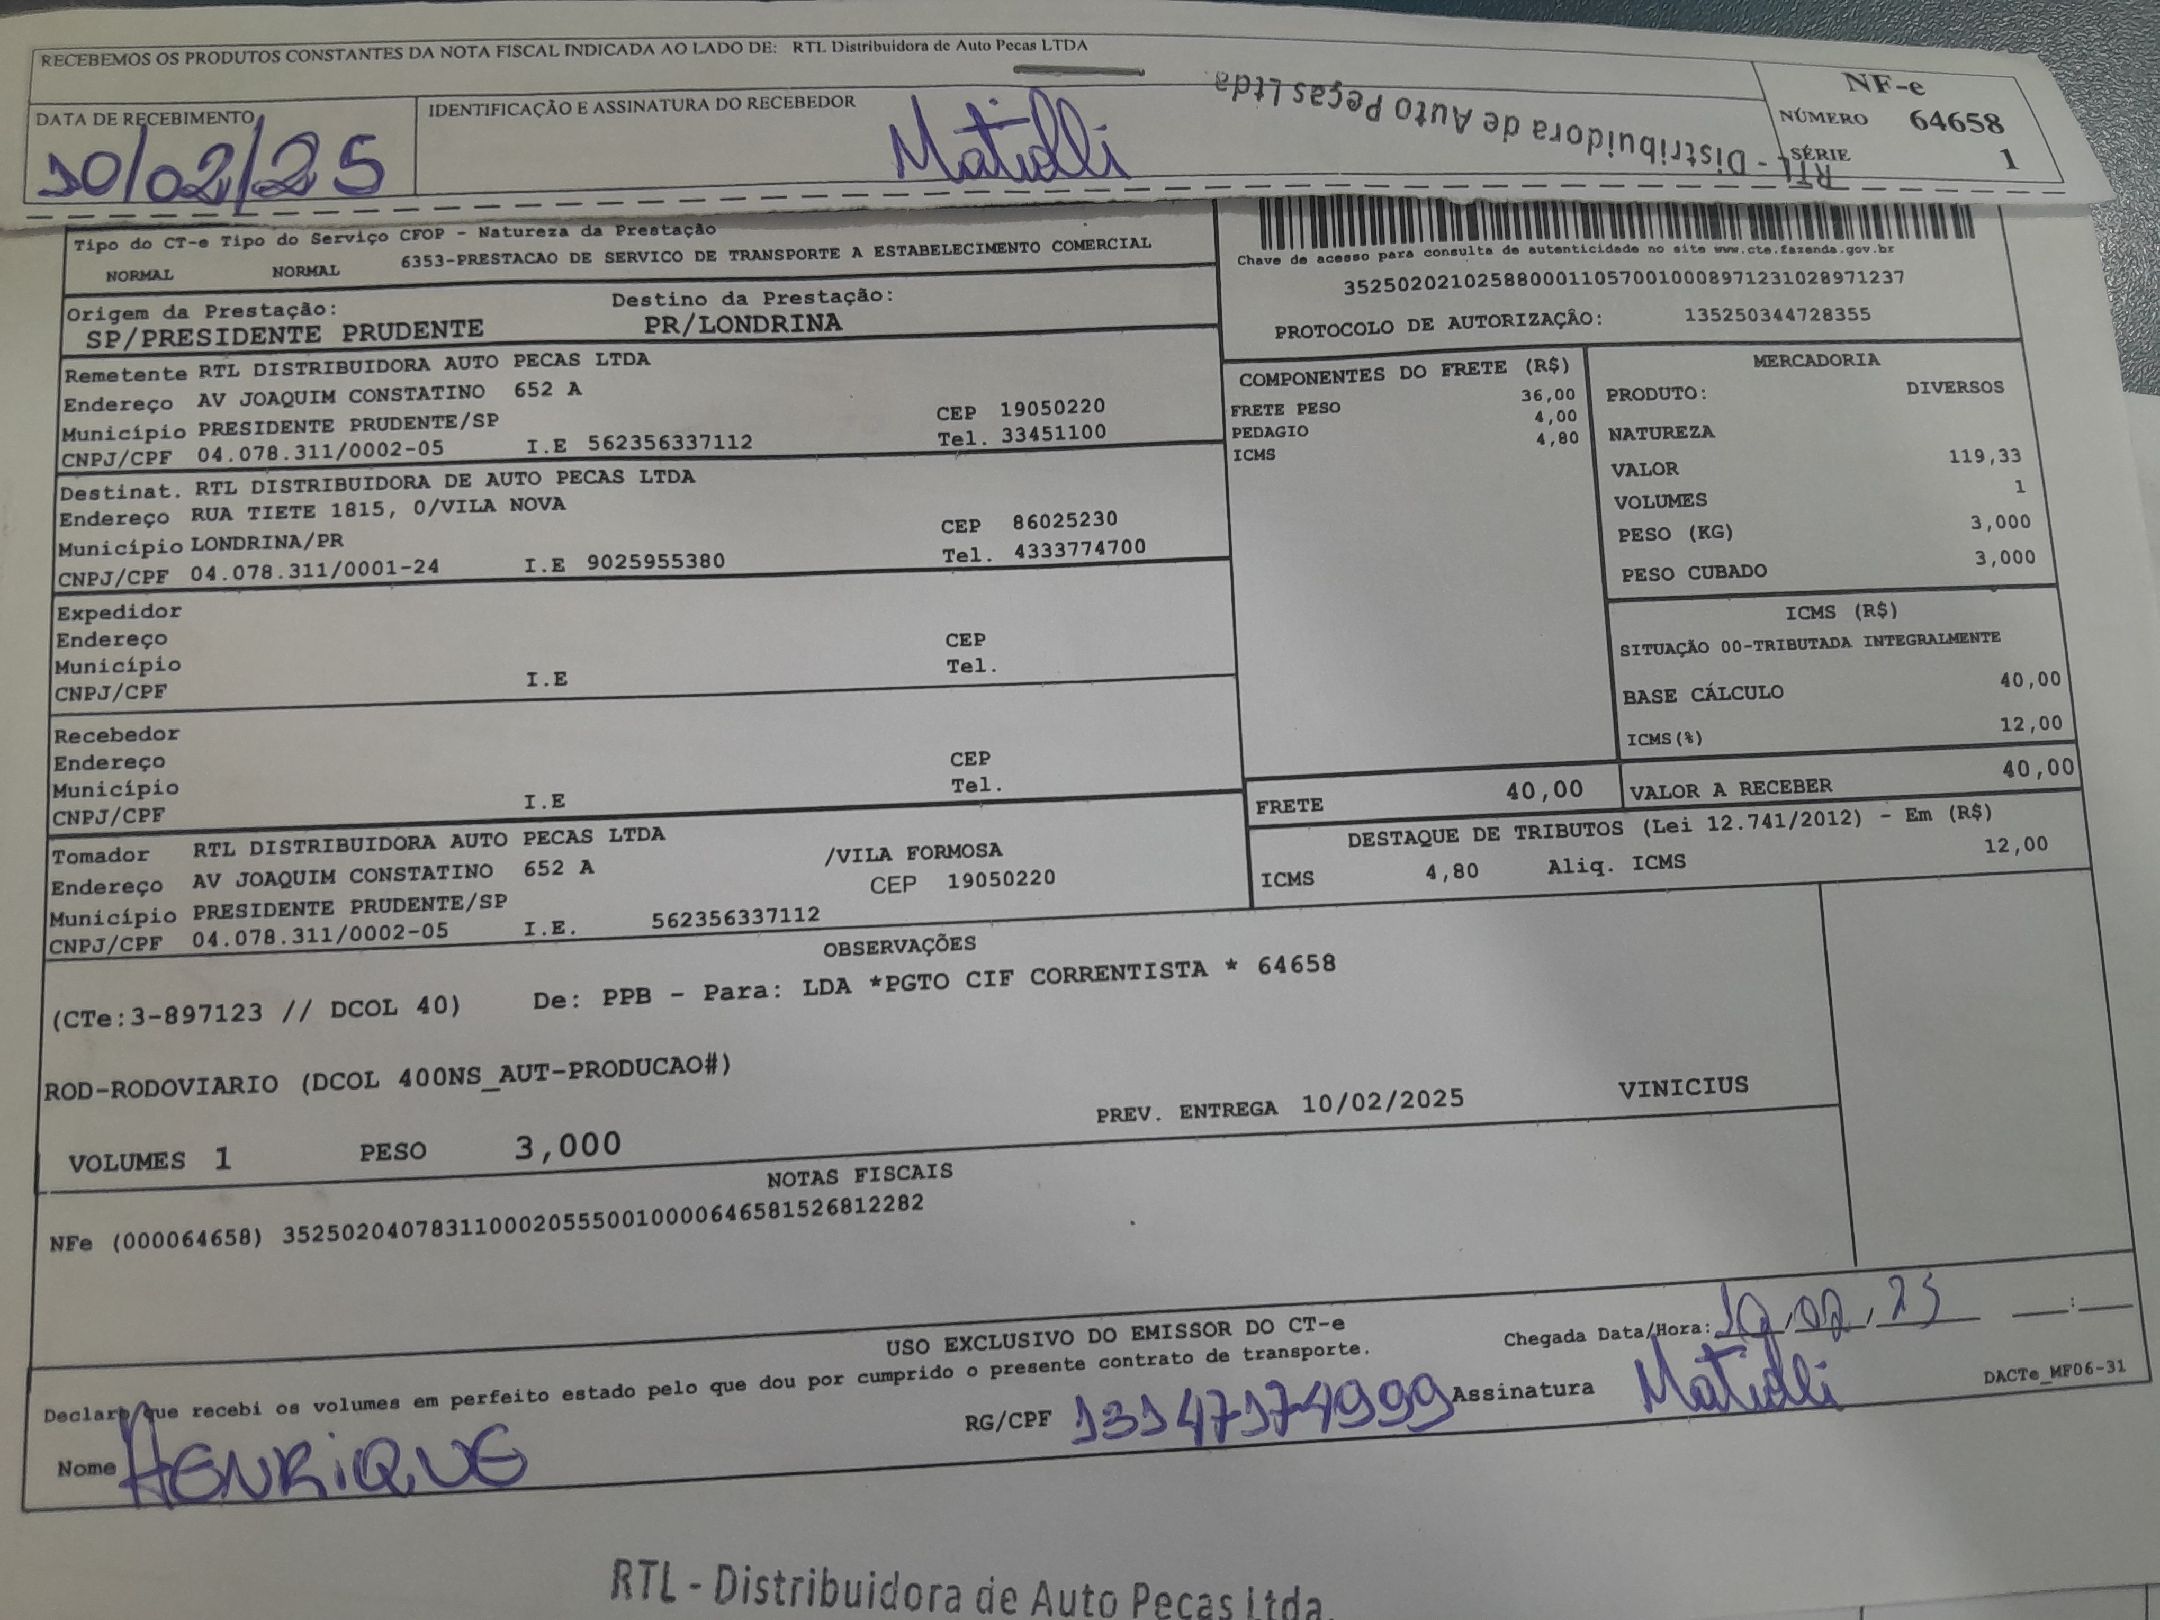 RECEBEMOS OS PRODUTOS CONSTANTES DA NOTA FISCAL INDICADA AO LADO DE: RTL Distribuidora de Auto Pecas LTDA
NF-e
NÚMERO 64658
SÉRIE 1
DATA DE RECEBIMENTO
10/02/25
IDENTIFICAÇÃO E ASSINATURA DO RECEBEDOR
Matiolli
RTL - Distribuidora de Auto Peças Ltda.
Tipo do CT-e Tipo do Serviço CFOP - Natureza da Prestação
NORMAL NORMAL 6353-PRESTACAO DE SERVICO DE TRANSPORTE A ESTABELECIMENTO COMERCIAL
Chave de acesso para consulta de autenticidade no site www.cte.fazenda.gov.br
35250202102588000110570010008971231028971237
PROTOCOLO DE AUTORIZAÇÃO: 135250344728355
Origem da Prestação: Destino da Prestação:
SP/PRESIDENTE PRUDENTE PR/LONDRINA
Remetente RTL DISTRIBUIDORA AUTO PECAS LTDA
Endereço AV JOAQUIM CONSTATINO 652 A
Município PRESIDENTE PRUDENTE/SP CEP 19050220
CNPJ/CPF 04.078.311/0002-05 I.E 562356337112 Tel. 33451100
Destinat. RTL DISTRIBUIDORA DE AUTO PECAS LTDA
Endereço RUA TIETE 1815, 0/VILA NOVA
Município LONDRINA/PR CEP 86025230
CNPJ/CPF 04.078.311/0001-24 I.E 9025955380 Tel. 4333774700
Expedidor
Endereço
Município CEP
CNPJ/CPF I.E Tel.
Recebedor
Endereço
Município CEP
CNPJ/CPF I.E Tel.
Tomador RTL DISTRIBUIDORA AUTO PECAS LTDA
Endereço AV JOAQUIM CONSTATINO 652 A /VILA FORMOSA
Município PRESIDENTE PRUDENTE/SP CEP 19050220
CNPJ/CPF 04.078.311/0002-05 I.E. 562356337112
COMPONENTES DO FRETE (R$)
FRETE PESO 36,00
PEDAGIO 4,00
ICMS 4,80
MERCADORIA
PRODUTO: DIVERSOS
NATUREZA
VALOR 119,33
VOLUMES 1
PESO (KG) 3,000
PESO CUBADO 3,000
ICMS (R$)
SITUAÇÃO 00-TRIBUTADA INTEGRALMENTE
BASE CÁLCULO 40,00
ICMS(%) 12,00
FRETE 40,00
VALOR A RECEBER 40,00
DESTAQUE DE TRIBUTOS (Lei 12.741/2012) - Em (R$)
ICMS 4,80 Aliq. ICMS 12,00
OBSERVAÇÕES
(CTe:3-897123 // DCOL 40) De: PPB - Para: LDA *PGTO CIF CORRENTISTA * 64658
ROD-RODOVIARIO (DCOL 400NS_AUT-PRODUCAO#)
PREV. ENTREGA 10/02/2025 VINICIUS
VOLUMES 1 PESO 3,000
NOTAS FISCAIS
NFe (000064658) 35250204078311000205550010000646581526812282
USO EXCLUSIVO DO EMISSOR DO CT-e
Chegada Data/Hora: 10/02/25 __:__
Declaro que recebi os volumes em perfeito estado pelo que dou por cumprido o presente contrato de transporte.
Nome HENRIQUE RG/CPF 13147174999 Assinatura Matiolli
DACTe_MF06-31
RTL - Distribuidora de Auto Peças Ltda.